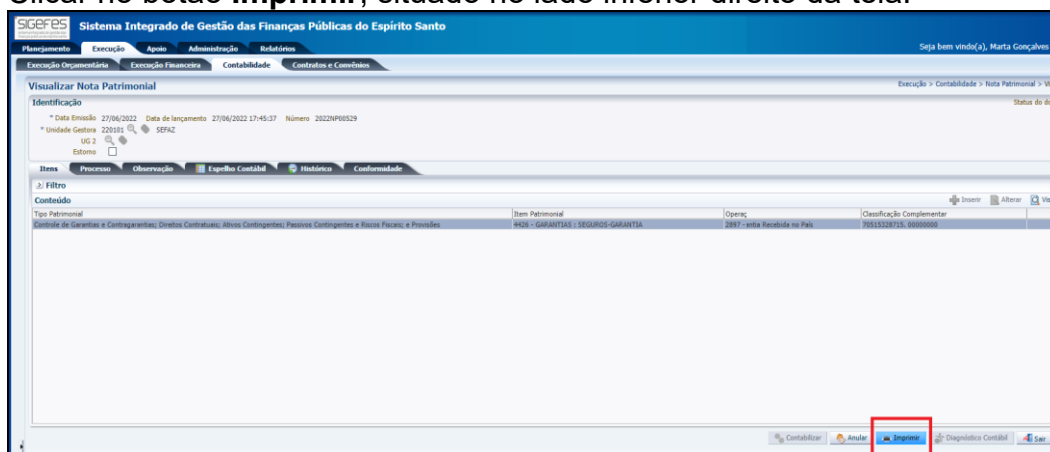 Clicar no botão Imprimir, situado no lado inferior direito da tela.
SIGEFES Sistema Integrado de Gestão das Finanças Públicas do Espírito Santo
Planejamento Execução Apoio Administração Relatórios Seja bem vindo(a), Marta Gonçalves
Execução Orçamentária Execução Financeira Contabilidade Contratos e Convênios
Visualizar Nota Patrimonial Execução > Contabilidade > Nota Patrimonial > Vi
Identificação Status do do
* Data Emissão 27/06/2022 Data de lançamento 27/06/2022 17:45:37 Número 2022NP00529
* Unidade Gestora 220101 SEFAZ
UG 2
Estorno
Itens Processo Observação Espelho Contábil Histórico Conformidade
Filtro
Conteúdo Inserir Alterar Vis
Tipo Patrimonial Item Patrimonial Operaç Classificação Complementar
Controle de Garantias e Contragarantias; Direitos Contratuais; Ativos Contingentes; Passivos Contingentes e Riscos Fiscais; e Provisões 4426 - GARANTIAS : SEGUROS-GARANTIA 2897 - entia Recebida no País 70515328715. 00000000
Contabilizar Anular Imprimir Diagnóstico Contábil Sair